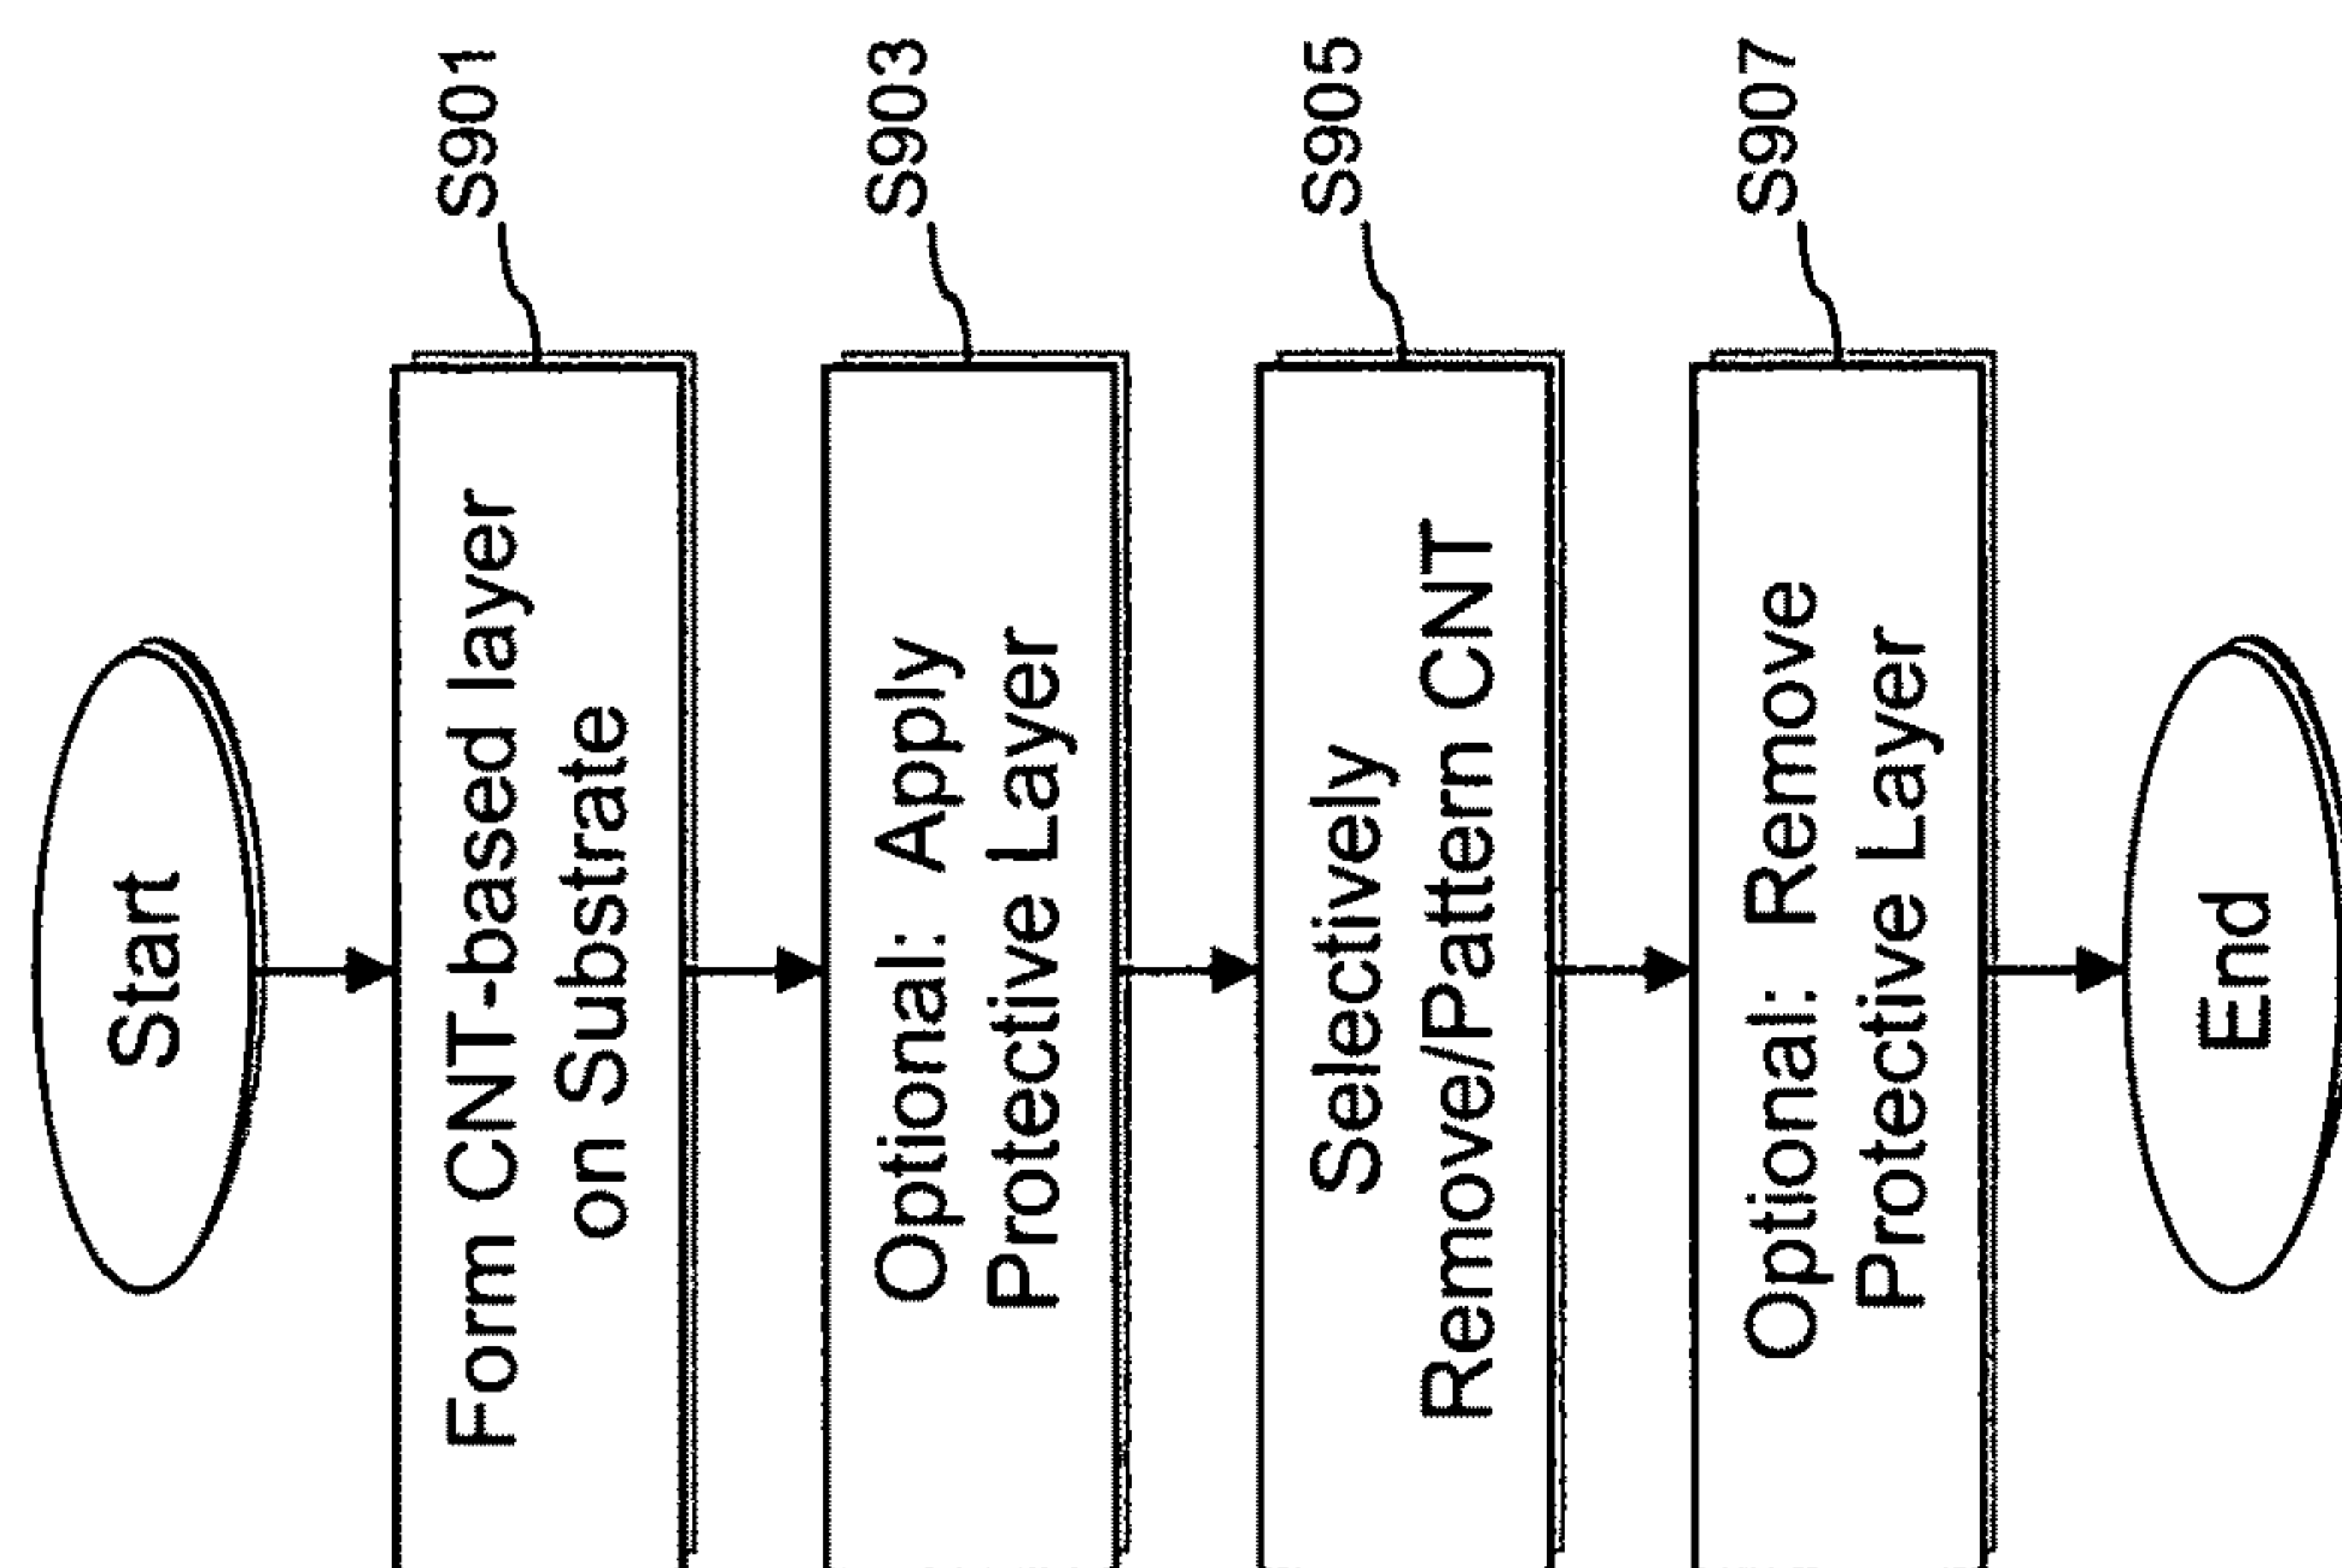 Start
Form CNT-based layer
on Substrate
S901
Optional: Apply
Protective Layer
S903
Selectively
Remove/Pattern CNT
S905
Optional: Remove
Protective Layer
S907
End